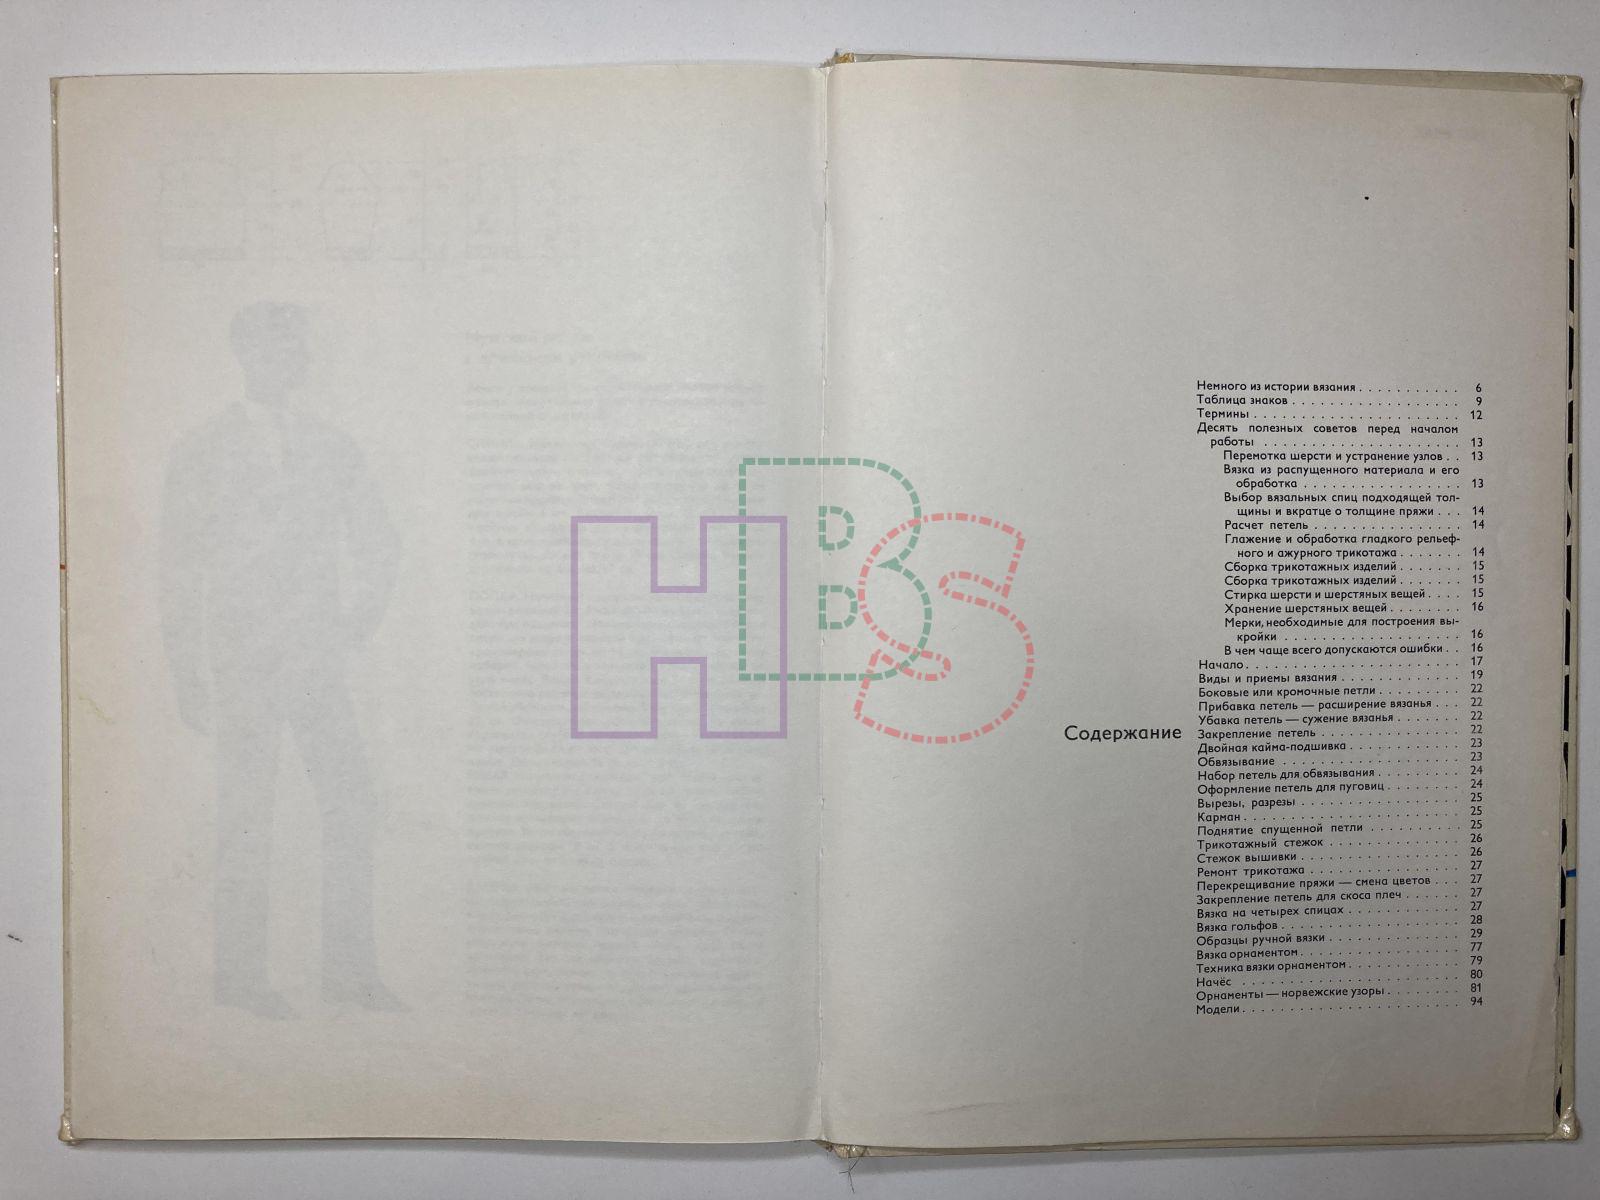 Содержание
Немного из истории вязания . . . . . . . . . . . 6
Таблица знаков . . . . . . . . . . . . . . . . . . 9
Термины . . . . . . . . . . . . . . . . . . . . . . 12
Десять полезных советов перед началом
работы . . . . . . . . . . . . . . . . . . . . . 13
Перемотка шерсти и устранение узлов . . 13
Вязка из распущенного материала и его
обработка . . . . . . . . . . . . . . . . . 13
Выбор вязальных спиц подходящей тол-
щины и вкратце о толщине пряжи . . . 14
Расчет петель . . . . . . . . . . . . . . . . 14
Глажение и обработка гладкого рельеф-
ного и ажурного трикотажа . . . . . . . 14
Сборка трикотажных изделий . . . . . . . 15
Сборка трикотажных изделий . . . . . . . 15
Стирка шерсти и шерстяных вещей . . . . 15
Хранение шерстяных вещей . . . . . . . . 16
Мерки, необходимые для построения вы-
кройки . . . . . . . . . . . . . . . . . . . 16
В чем чаще всего допускаются ошибки . . 16
Начало . . . . . . . . . . . . . . . . . . . . . . . 17
Виды и приемы вязания . . . . . . . . . . . . . 19
Боковые или кромочные петли . . . . . . . . . 22
Прибавка петель — расширение вязанья . . . 22
Убавка петель — сужение вязанья . . . . . . . 22
Закрепление петель . . . . . . . . . . . . . . . 22
Двойная кайма-подшивка . . . . . . . . . . . . 23
Обвязывание . . . . . . . . . . . . . . . . . . . 23
Набор петель для обвязывания . . . . . . . . . 24
Оформление петель для пуговиц . . . . . . . . 24
Вырезы, разрезы . . . . . . . . . . . . . . . . . 25
Карман . . . . . . . . . . . . . . . . . . . . . . . 25
Поднятие спущенной петли . . . . . . . . . . 25
Трикотажный стежок . . . . . . . . . . . . . . 26
Стежок вышивки . . . . . . . . . . . . . . . . . 26
Ремонт трикотажа . . . . . . . . . . . . . . . . 27
Перекрещивание пряжи — смена цветов . . . 27
Закрепление петель для скоса плеч . . . . . . 27
Вязка на четырех спицах . . . . . . . . . . . . 27
Вязка гольфов . . . . . . . . . . . . . . . . . . . 28
Образцы ручной вязки . . . . . . . . . . . . . . 29
Вязка орнаментом . . . . . . . . . . . . . . . . . 77
Техника вязки орнаментом . . . . . . . . . . . . 79
Начёс . . . . . . . . . . . . . . . . . . . . . . . 80
Орнаменты — норвежские узоры . . . . . . . . 81
Модели . . . . . . . . . . . . . . . . . . . . . . . 94
HBS